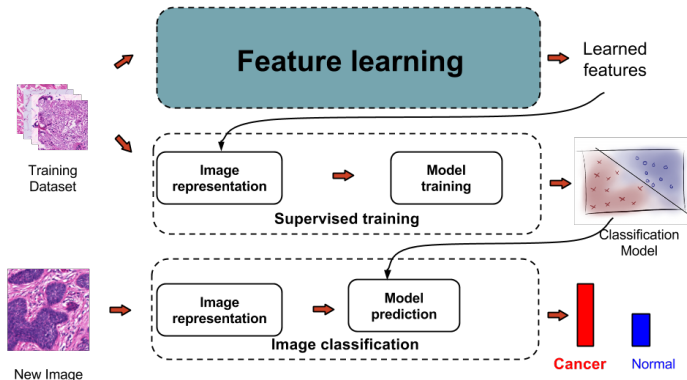 Feature learning
Learned
features
Training
Dataset
Image
representation
Model
training
Supervised training
Classification
Model
New Image
Image
representation
Model
prediction
Image classification
Cancer
Normal